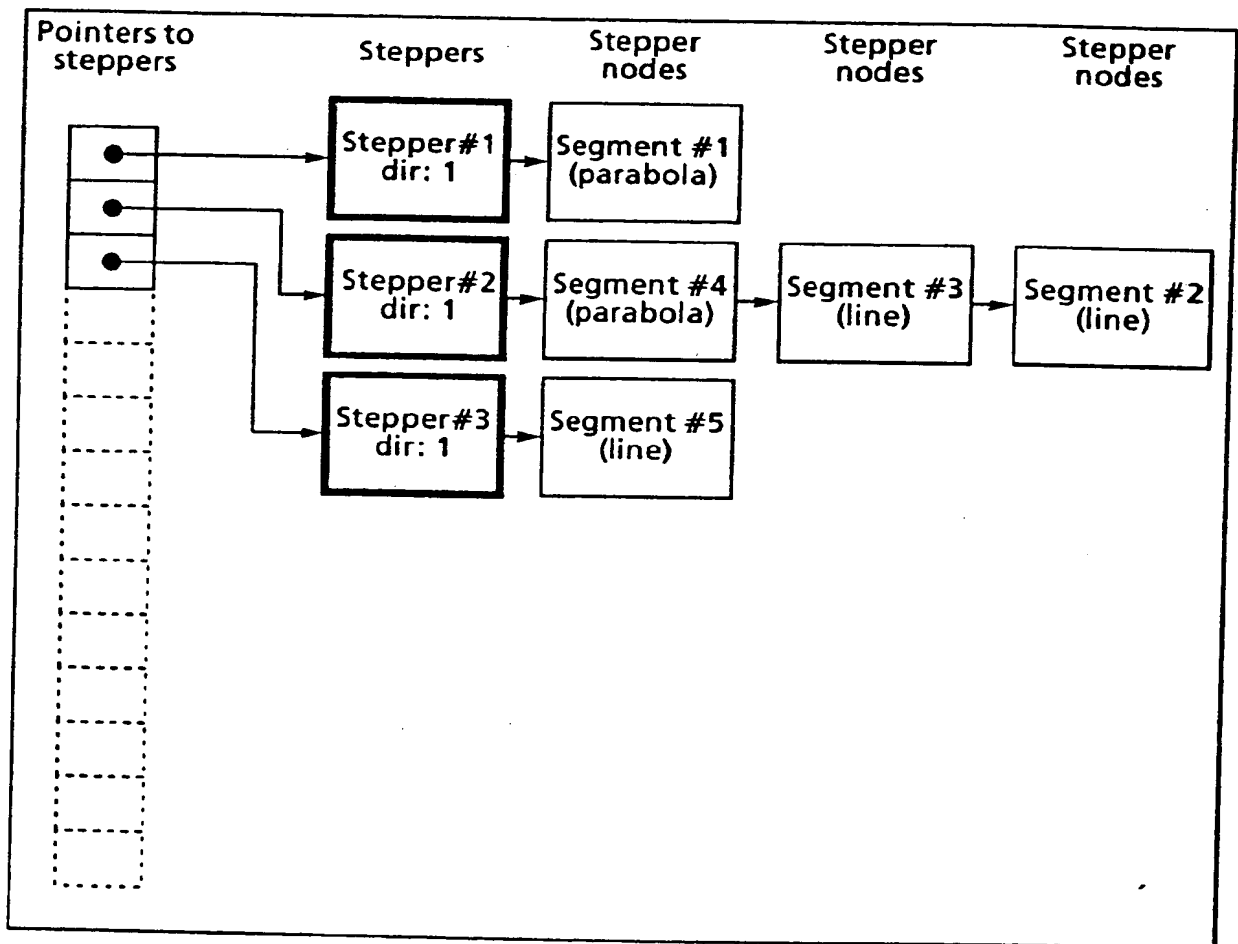 Pointers to
steppers
Steppers
Stepper
nodes
Stepper
nodes
Stepper
nodes
Stepper#1
dir: 1
Segment #1
(parabola)
Stepper#2
dir: 1
Segment #4
(parabola)
Segment #3
(line)
Segment #2
(line)
Stepper#3
dir: 1
Segment #5
(line)